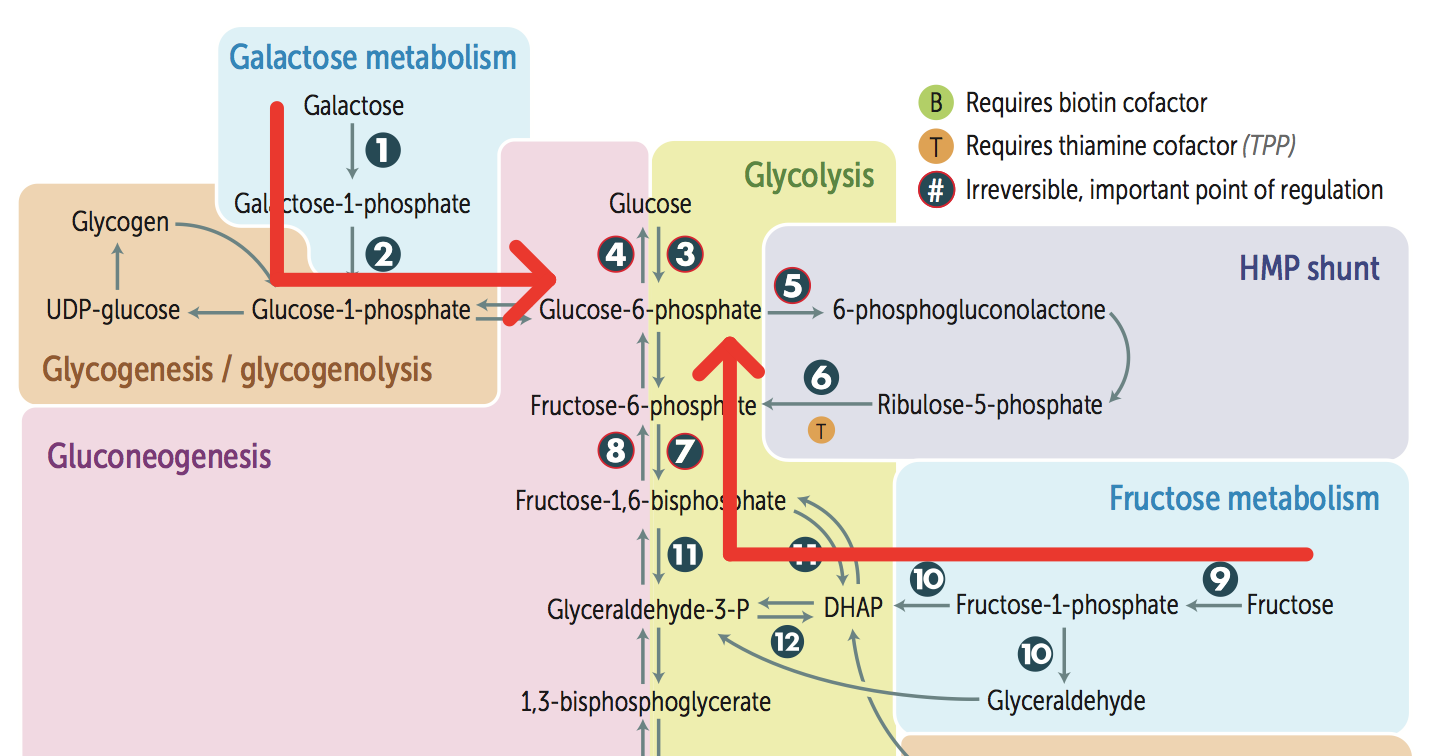 Galactose metabolism
Galactose
1
Galactose-1-phosphate
2
B Requires biotin cofactor
T Requires thiamine cofactor (TPP)
# Irreversible, important point of regulation
Glycolysis
Glycogen
Glucose
4 3
HMP shunt
5
UDP-glucose
Glucose-1-phosphate
Glucose-6-phosphate
6-phosphogluconolactone
Glycogenesis / glycogenolysis
6
Fructose-6-phosphate
Ribulose-5-phosphate
T
Gluconeogenesis
8 7
Fructose-1,6-bisphosphate
Fructose metabolism
11
11
10
9
Glyceraldehyde-3-P
DHAP
Fructose-1-phosphate
Fructose
12
10
1,3-bisphosphoglycerate
Glyceraldehyde